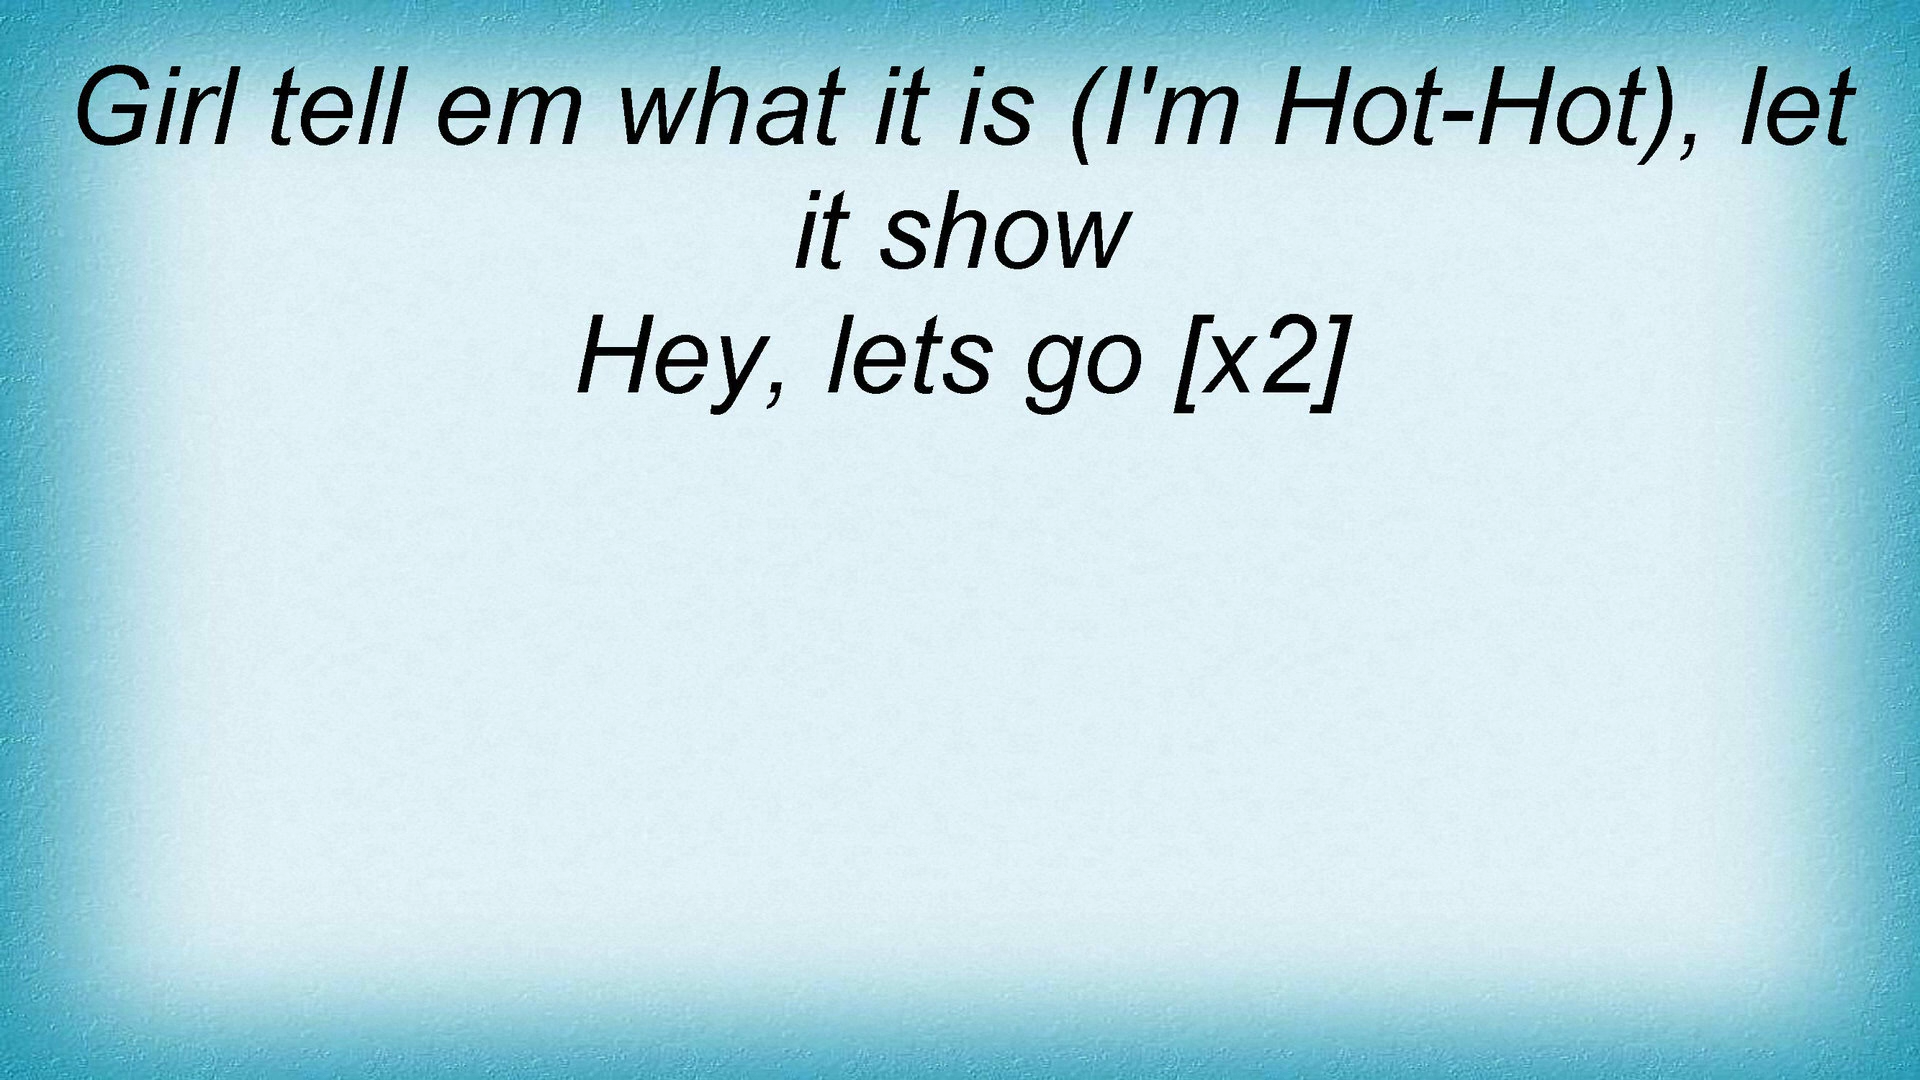 Girl tell em what it is (I'm Hot-Hot), let
it show
Hey, lets go [x2]